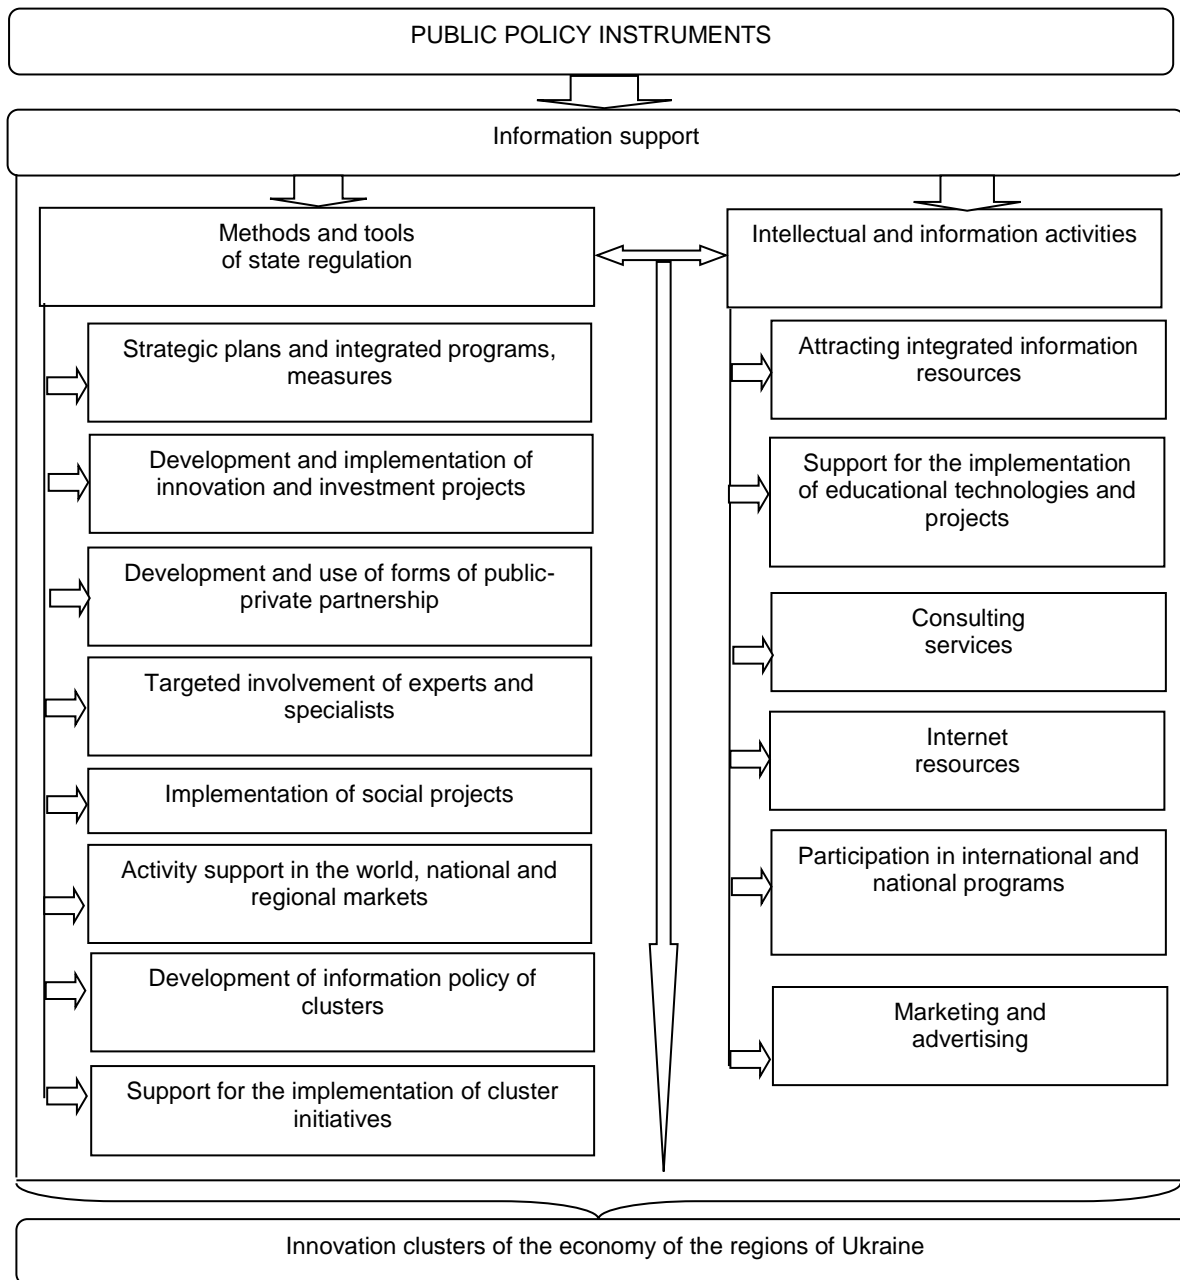 PUBLIC POLICY INSTRUMENTS
Information support
Methods and tools
of state regulation
Strategic plans and integrated programs,
measures
Development and implementation of
innovation and investment projects
Development and use of forms of public-
private partnership
Targeted involvement of experts and
specialists
Implementation of social projects
Activity support in the world, national and
regional markets
Development of information policy of
clusters
Support for the implementation of cluster
initiatives
Intellectual and information activities
Attracting integrated information
resources
Support for the implementation
of educational technologies and
projects
Consulting
services
Internet
resources
Participation in international and
national programs
Marketing and
advertising
Innovation clusters of the economy of the regions of Ukraine